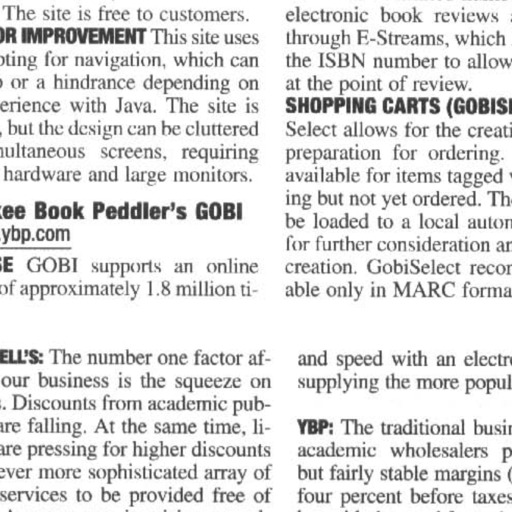 The site is free to customers.
OR IMPROVEMENT This site uses
pting for navigation, which can
or a hindrance depending on
erience with Java. The site is
, but the design can be cluttered
nultaneous screens, requiring
hardware and large monitors.
kee Book Peddler's GOBI
.ybp.com
SE GOBI supports an online
of approximately 1.8 million ti-
electronic book reviews
through E-Streams, which
the ISBN number to allow
at the point of review.
SHOPPING CARTS (GOBISE
Select allows for the creati
preparation for ordering.
available for items tagged
ing but not yet ordered. Th
be loaded to a local auton
for further consideration an
creation. GobiSelect recor
able only in MARC forma
ELL'S: The number one factor af-
our business is the squeeze on
s. Discounts from academic pub-
are falling. At the same time, li-
are pressing for higher discounts
ever more sophisticated array of
services to be provided free of
and speed with an electr
supplying the more popul
YBP: The traditional busin
academic wholesalers p
but fairly stable margins (
four percent before taxes